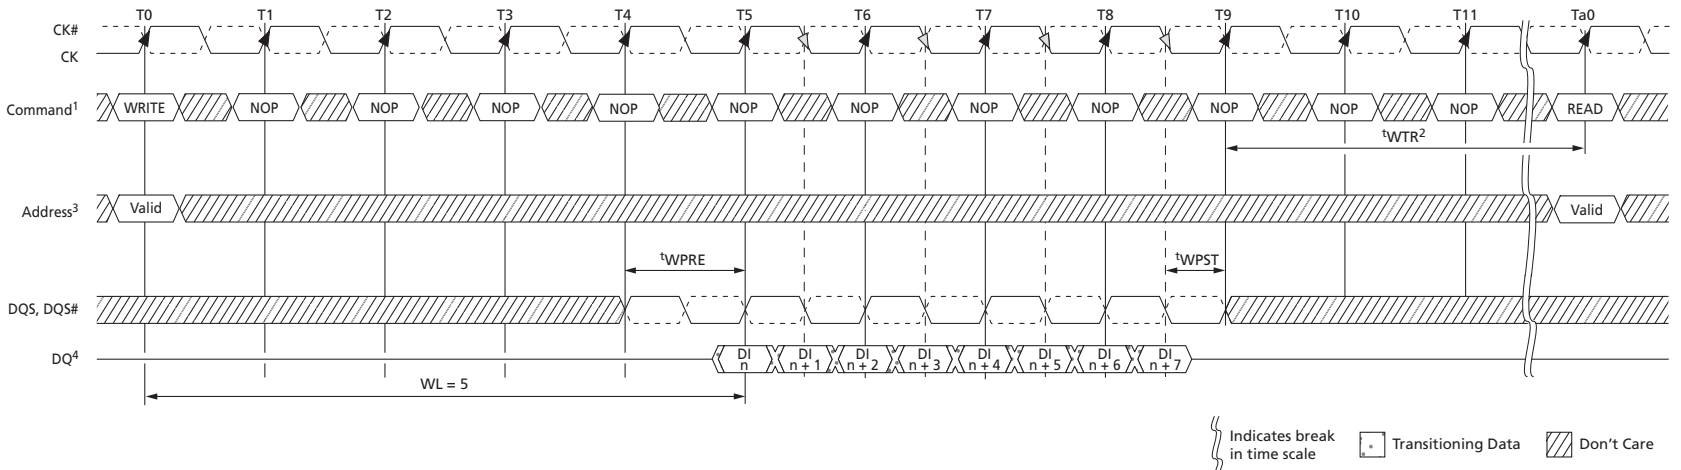 T0 T1 T2 T3 T4 T5 T6 T7 T8 T9 T10 T11 Ta0
CK#
CK
Command1 WRITE NOP NOP NOP NOP NOP NOP NOP NOP NOP NOP NOP READ
tWTR2
Address3 Valid Valid
tWPRE tWPST
DQS, DQS#
DQ4 DI n DI n + 1 DI n + 2 DI n + 3 DI n + 4 DI n + 5 DI n + 6 DI n + 7
WL = 5
Indicates break
in time scale
Transitioning Data
Don't Care